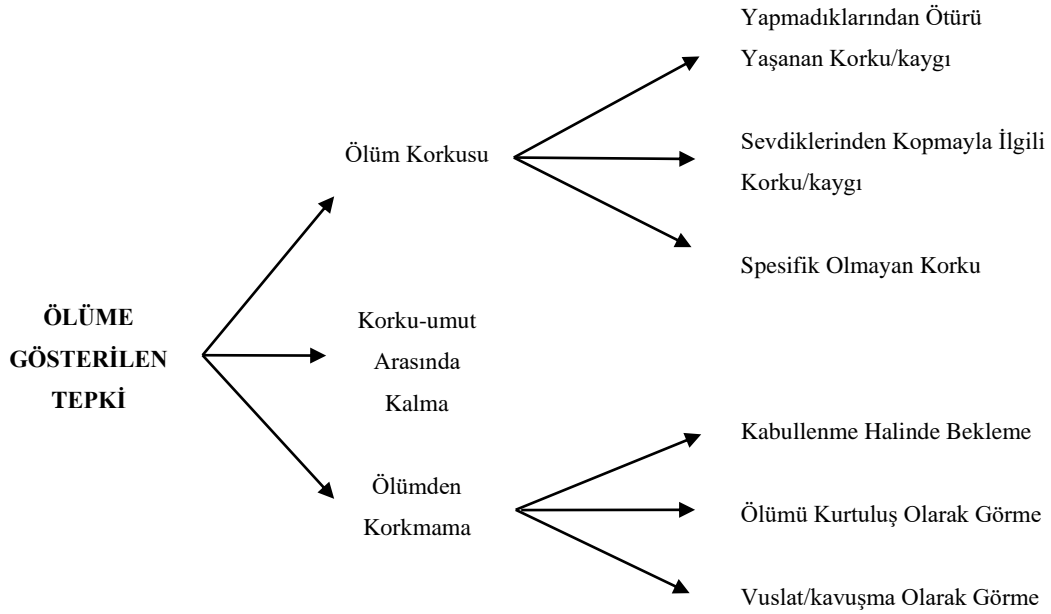 ÖLÜME
GÖSTERİLEN
TEPKİ
Ölüm Korkusu
Yapmadıklarından Ötürü
Yaşanan Korku/kaygı
Sevdiklerinden Kopmayla İlgili
Korku/kaygı
Spesifik Olmayan Korku
Korku-umut
Arasında
Kalma
Ölümden
Korkmama
Kabullenme Halinde Bekleme
Ölümü Kurtuluş Olarak Görme
Vuslat/kavuşma Olarak Görme